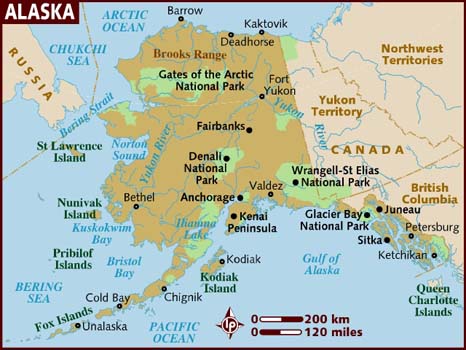 ALASKA
ARCTIC
OCEAN
Barrow
Kaktovik
Deadhorse
CHUKCHI
SEA
Brooks Range
Northwest
Territories
RUSSIA
Gates of the Arctic
National Park
Fort
Yukon
Bering Strait
Yukon
River
Yukon
Territory
Fairbanks
St Lawrence
Island
Norton
Sound
Yukon River
CANADA
Denali
National
Park
Wrangell-St Elias
National Park
British
Columbia
Nunivak
Island
Bethel
Anchorage
Valdez
Kuskokwim
Bay
Iliamna
Lake
Kenai
Peninsula
Glacier Bay
National Park
Juneau
Petersburg
Sitka
Ketchikan
Pribilof
Islands
Bristol
Bay
Kodiak
Gulf of
Alaska
Kodiak
Island
BERING
SEA
Cold Bay
Chignik
Queen
Charlotte
Islands
Fox Islands
Unalaska
PACIFIC
OCEAN
lp
0 200 km
0 120 miles